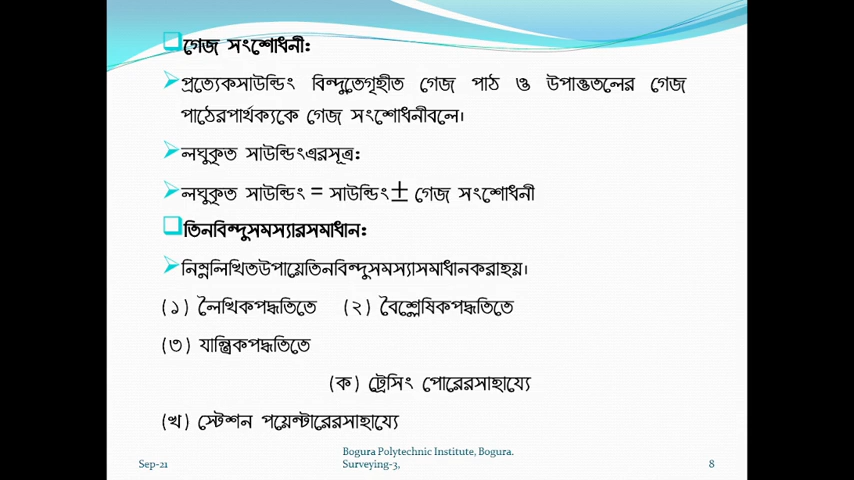 গেজ সংশোধনী:
প্রত্যেকসাউন্ডিং বিন্দুতেগৃহীত গেজ পাঠ ও উপাত্ততলের গেজ
পাঠেরপার্থক্যকে গেজ সংশোধনীবলে।
লঘুকৃত সাউন্ডিংএরসূত্র:
লঘুকৃত সাউন্ডিং = সাউন্ডিং± গেজ সংশোধনী
তিনবিন্দুসমস্যারসমাধান:
নিম্নলিখিতউপায়েতিনবিন্দুসমস্যাসমাধানকরাহয়।
(১) লৈখিকপদ্ধতিতে (২) বৈশ্লেষিকপদ্ধতিতে
(৩) যান্ত্রিকপদ্ধতিতে
(ক) ট্রেসিং পোরেরসাহায্যে
(খ) স্টেশন পয়েন্টারেরসাহায্যে
Bogura Polytechnic Institute, Bogura.
Sep-21 Surveying-3, 8